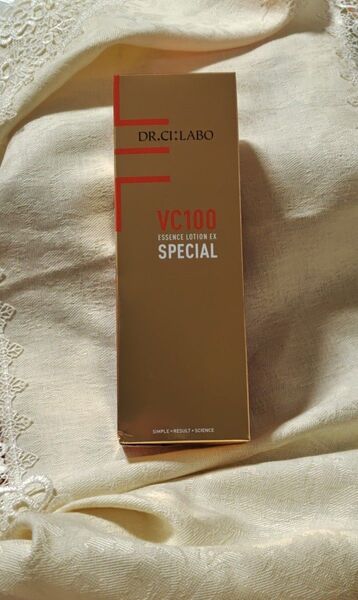 DR.CI:LABO
VC100
ESSENCE LOTION EX
SPECIAL
SIMPLE • RESULT • SCIENCE